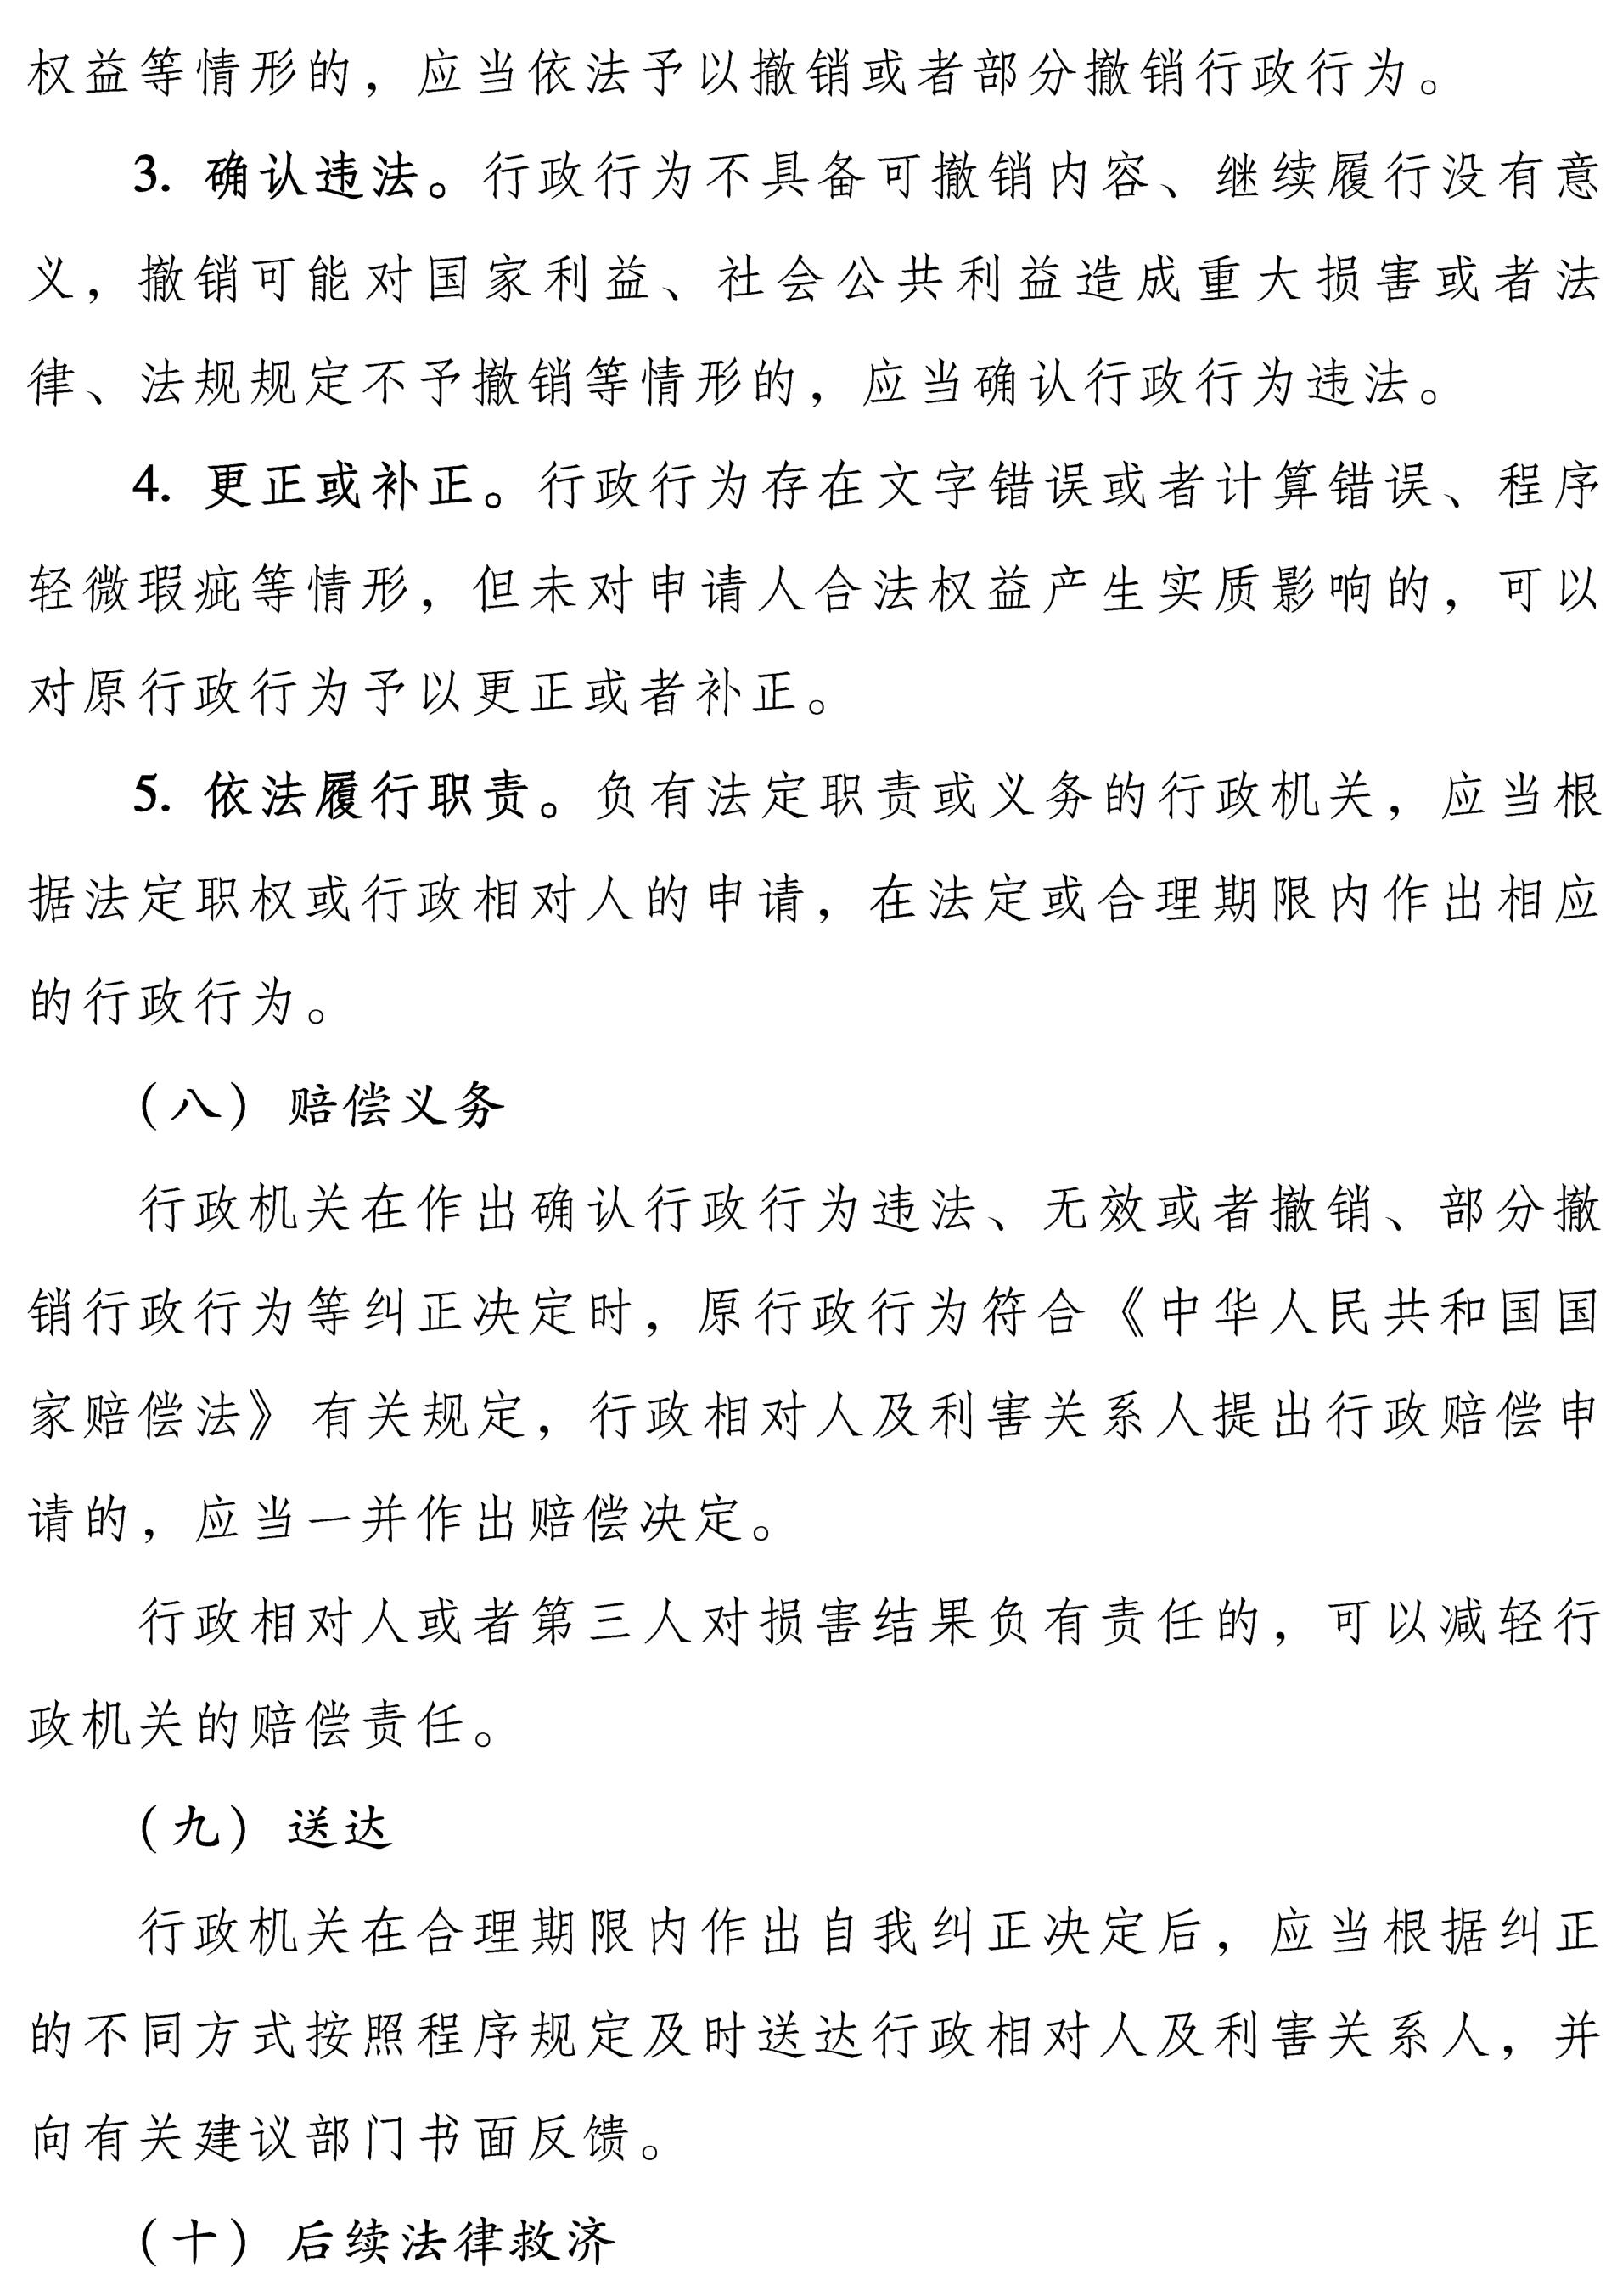 权益等情形的，应当依法予以撤销或者部分撤销行政行为。
3. 确认违法。行政行为不具备可撤销内容、继续履行没有意
义，撤销可能对国家利益、社会公共利益造成重大损害或者法
律、法规规定不予撤销等情形的，应当确认行政行为违法。
4. 更正或补正。行政行为存在文字错误或者计算错误、程序
轻微瑕疵等情形，但未对申请人合法权益产生实质影响的，可以
对原行政行为予以更正或者补正。
5. 依法履行职责。负有法定职责或义务的行政机关，应当根
据法定职权或行政相对人的申请，在法定或合理期限内作出相应
的行政行为。
（八）赔偿义务
行政机关在作出确认行政行为违法、无效或者撤销、部分撤
销行政行为等纠正决定时，原行政行为符合《中华人民共和国国
家赔偿法》有关规定，行政相对人及利害关系人提出行政赔偿申
请的，应当一并作出赔偿决定。
行政相对人或者第三人对损害结果负有责任的，可以减轻行
政机关的赔偿责任。
（九）送达
行政机关在合理期限内作出自我纠正决定后，应当根据纠正
的不同方式按照程序规定及时送达行政相对人及利害关系人，并
向有关建议部门书面反馈。
（十）后续法律救济